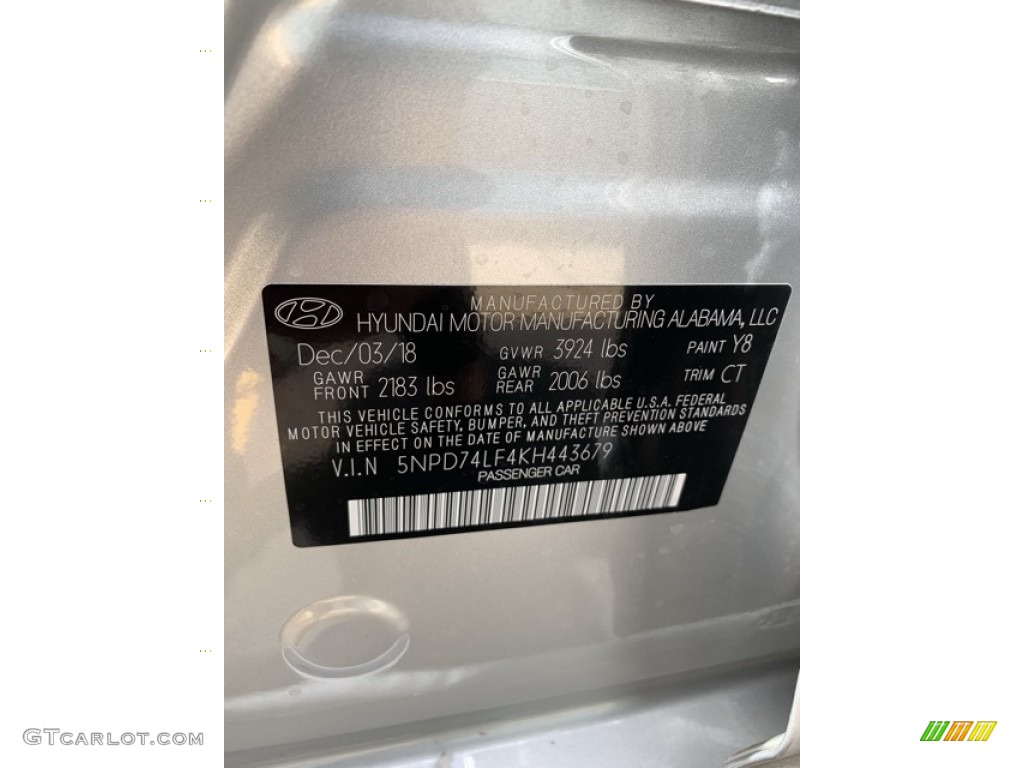 MANUFACTURED BY
HYUNDAI MOTOR MANUFACTURING ALABAMA, LLC
Dec/03/18 GVWR 3924 lbs PAINT Y8
GAWR FRONT 2183 lbs GAWR REAR 2006 lbs TRIM CT
THIS VEHICLE CONFORMS TO ALL APPLICABLE U.S.A. FEDERAL
MOTOR VEHICLE SAFETY, BUMPER, AND THEFT PREVENTION STANDARDS
IN EFFECT ON THE DATE OF MANUFACTURE SHOWN ABOVE
V.I.N 5NPD74LF4KH443679
PASSENGER CAR
GTCARLOT.COM